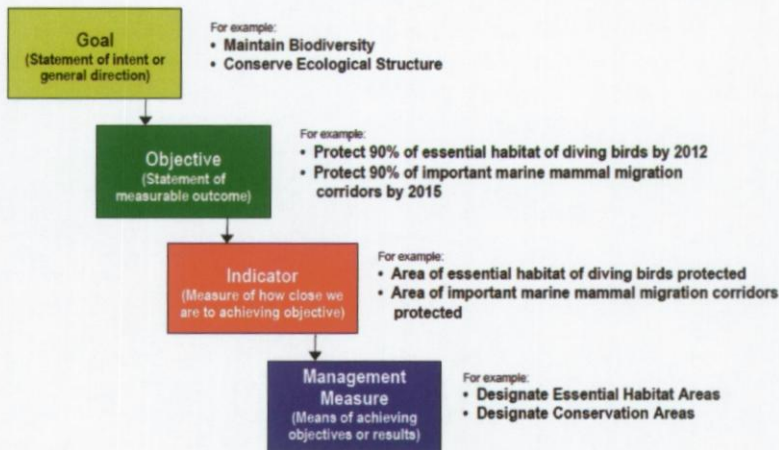 Goal
(Statement of intent or
general direction)
For example:
• Maintain Biodiversity
• Conserve Ecological Structure
Objective
(Statement of
measurable outcome)
For example:
• Protect 90% of essential habitat of diving birds by 2012
• Protect 90% of important marine mammal migration
corridors by 2015
Indicator
(Measure of how close we
are to achieving objective)
For example:
• Area of essential habitat of diving birds protected
• Area of important marine mammal migration corridors
protected
Management
Measure
(Means of achieving
objectives or results)
For example:
• Designate Essential Habitat Areas
• Designate Conservation Areas